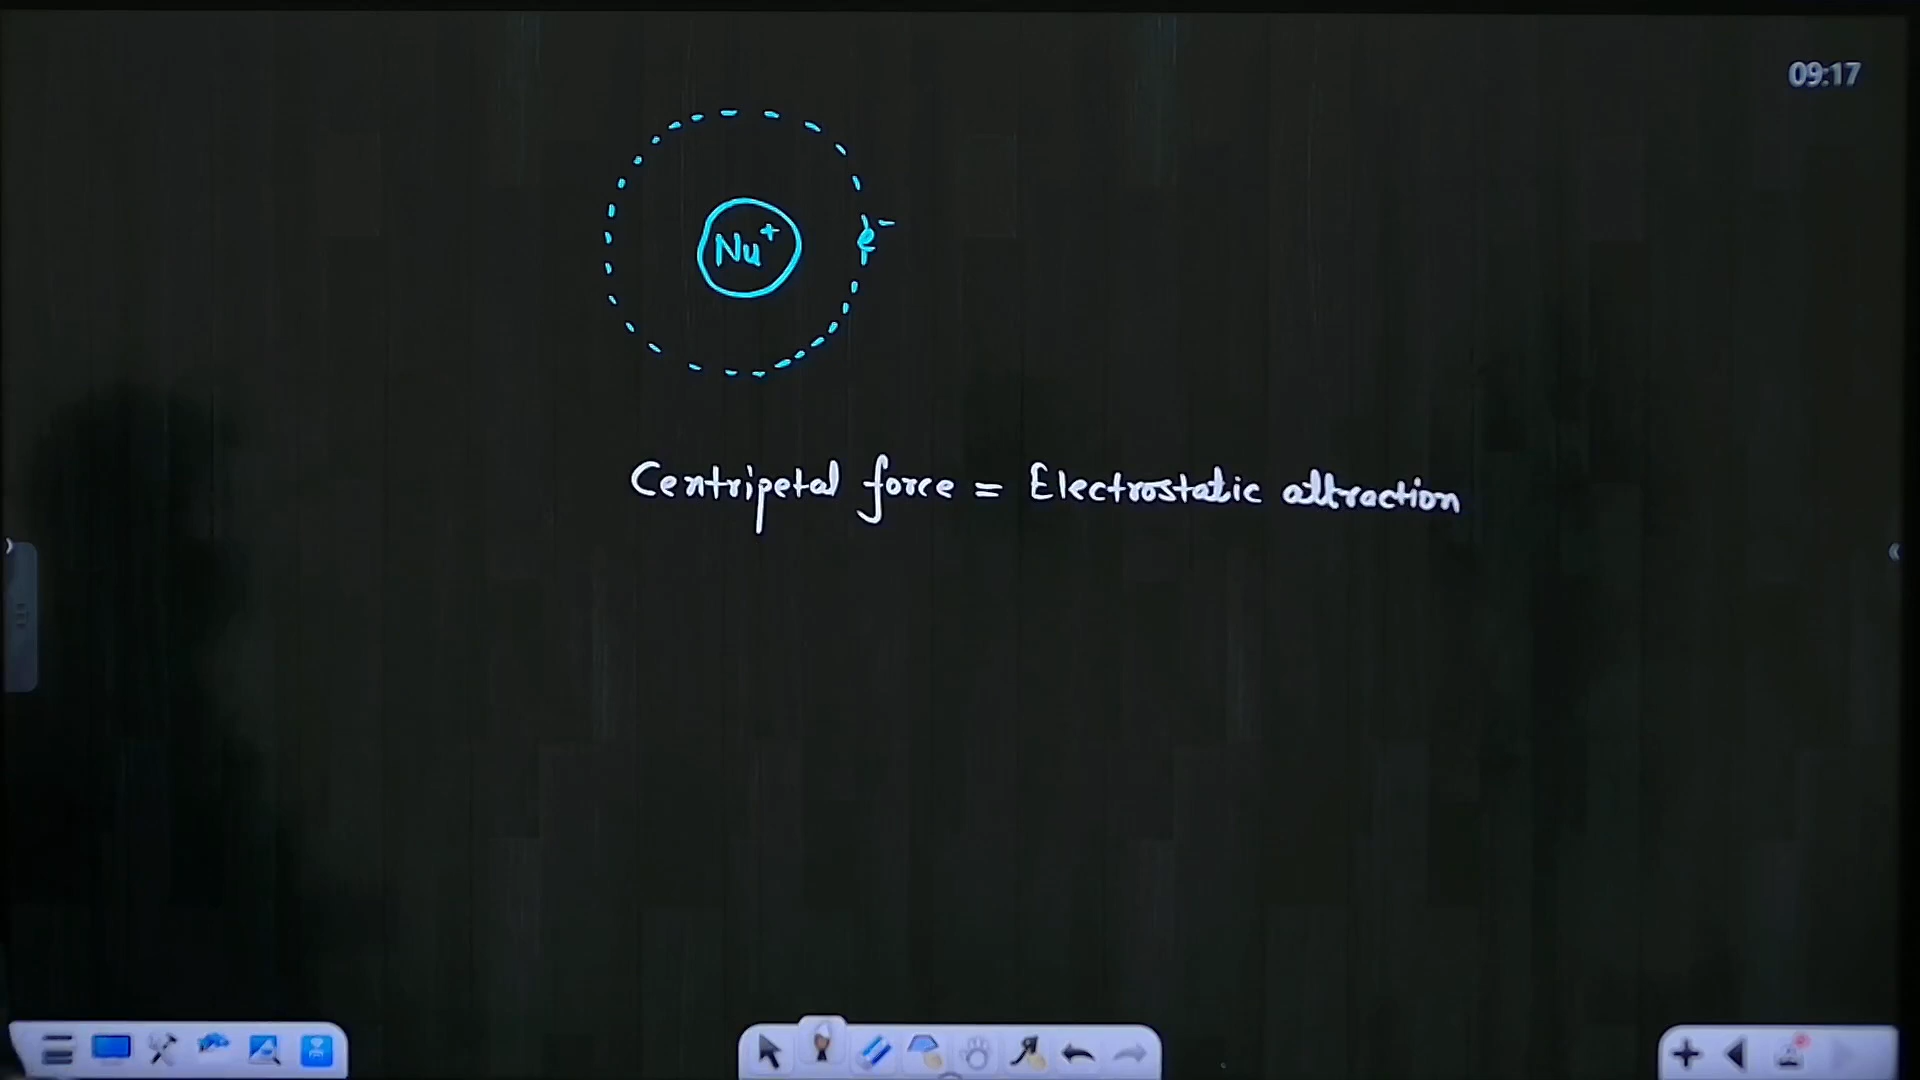 09:17
Nu+
e-
Centripetal force = Electrostatic attraction